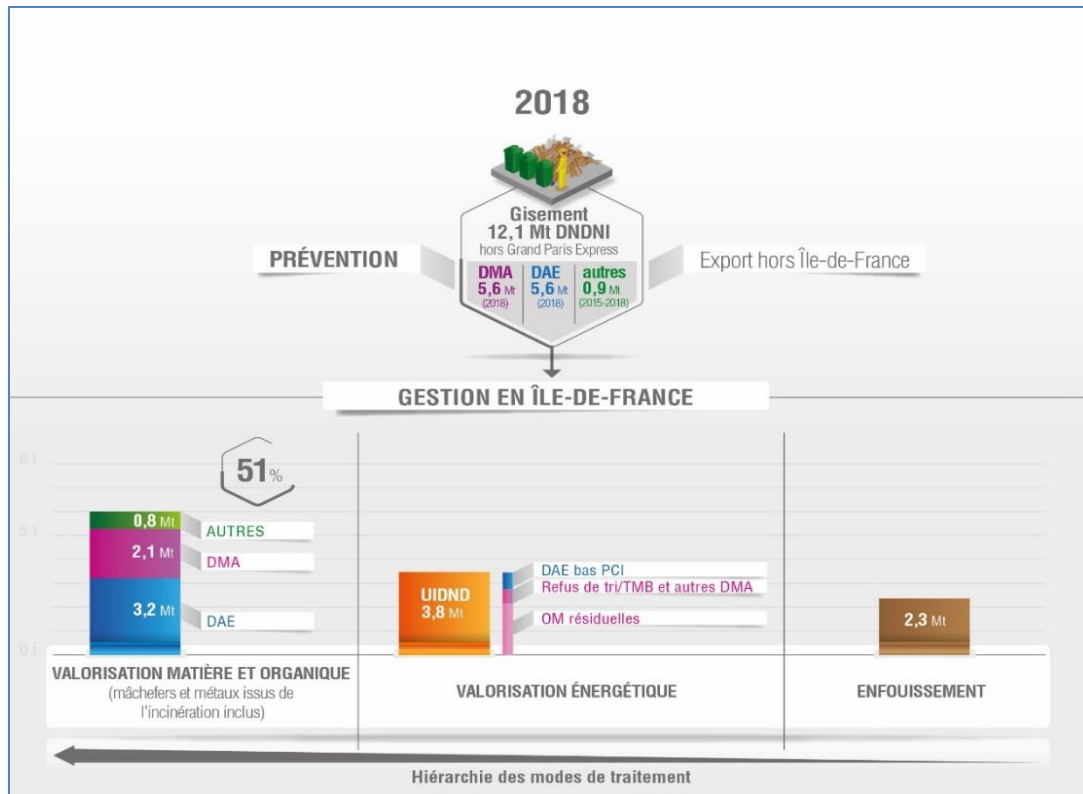 2018
Gisement
12,1 Mt DNDNI
hors Grand Paris Express
PRÉVENTION
Export hors Île-de-France
DMA
5,6 Mt
(2018)
DAE
5,6 Mt
(2018)
autres
0,9 Mt
(2015-2018)
GESTION EN ÎLE-DE-FRANCE
8 t
5 t
0 t
51%
0,8 Mt
AUTRES
2,1 Mt
DMA
3,2 Mt
DAE
UIDND
3,8 Mt
DAE bas PCI
Refus de tri/TMB et autres DMA
OM résiduelles
2,3 Mt
VALORISATION MATIÈRE ET ORGANIQUE
(mâchefers et métaux issus de
l'incinération inclus)
VALORISATION ÉNERGÉTIQUE
ENFOUISSEMENT
Hiérarchie des modes de traitement